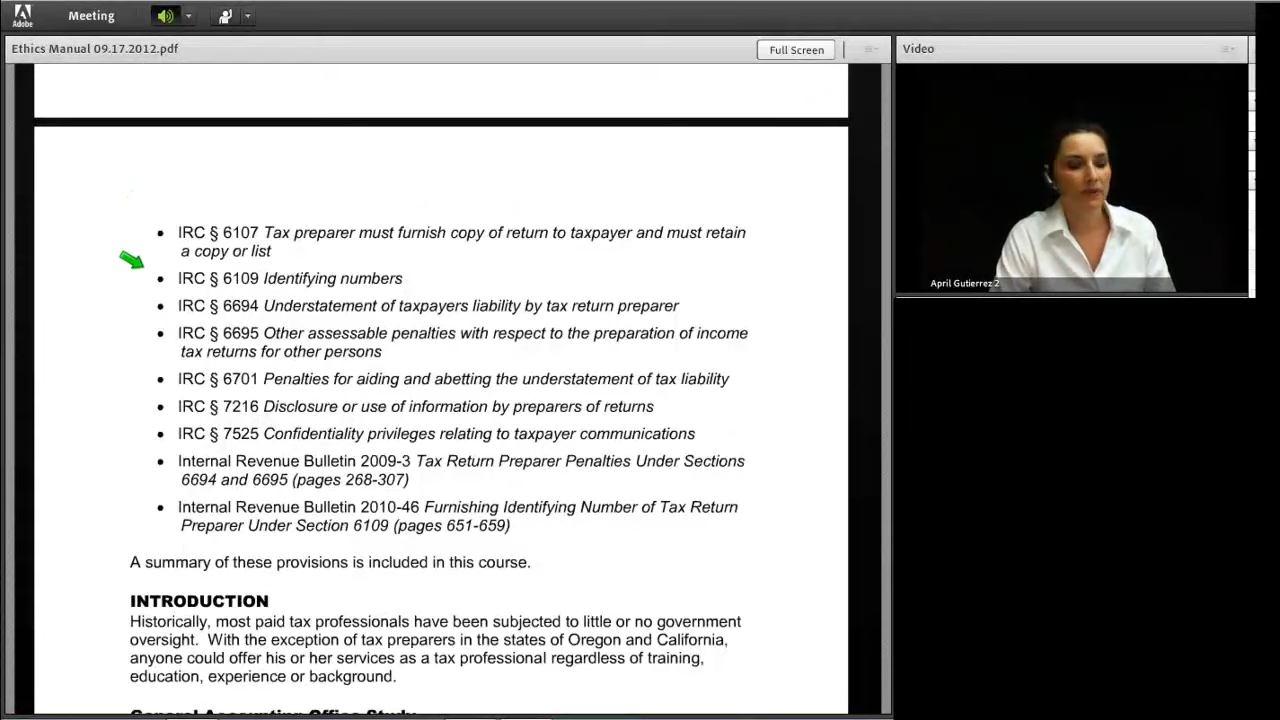 Adobe
Meeting
Ethics Manual 09.17.2012.pdf
Full Screen
Video
• IRC § 6107 Tax preparer must furnish copy of return to taxpayer and must retain
a copy or list
• IRC § 6109 Identifying numbers
• IRC § 6694 Understatement of taxpayers liability by tax return preparer
• IRC § 6695 Other assessable penalties with respect to the preparation of income
tax returns for other persons
• IRC § 6701 Penalties for aiding and abetting the understatement of tax liability
• IRC § 7216 Disclosure or use of information by preparers of returns
• IRC § 7525 Confidentiality privileges relating to taxpayer communications
• Internal Revenue Bulletin 2009-3 Tax Return Preparer Penalties Under Sections
6694 and 6695 (pages 268-307)
• Internal Revenue Bulletin 2010-46 Furnishing Identifying Number of Tax Return
Preparer Under Section 6109 (pages 651-659)
A summary of these provisions is included in this course.
INTRODUCTION
Historically, most paid tax professionals have been subjected to little or no government
oversight. With the exception of tax preparers in the states of Oregon and California,
anyone could offer his or her services as a tax professional regardless of training,
education, experience or background.
General Accounting Office Study
April Gutierrez 2